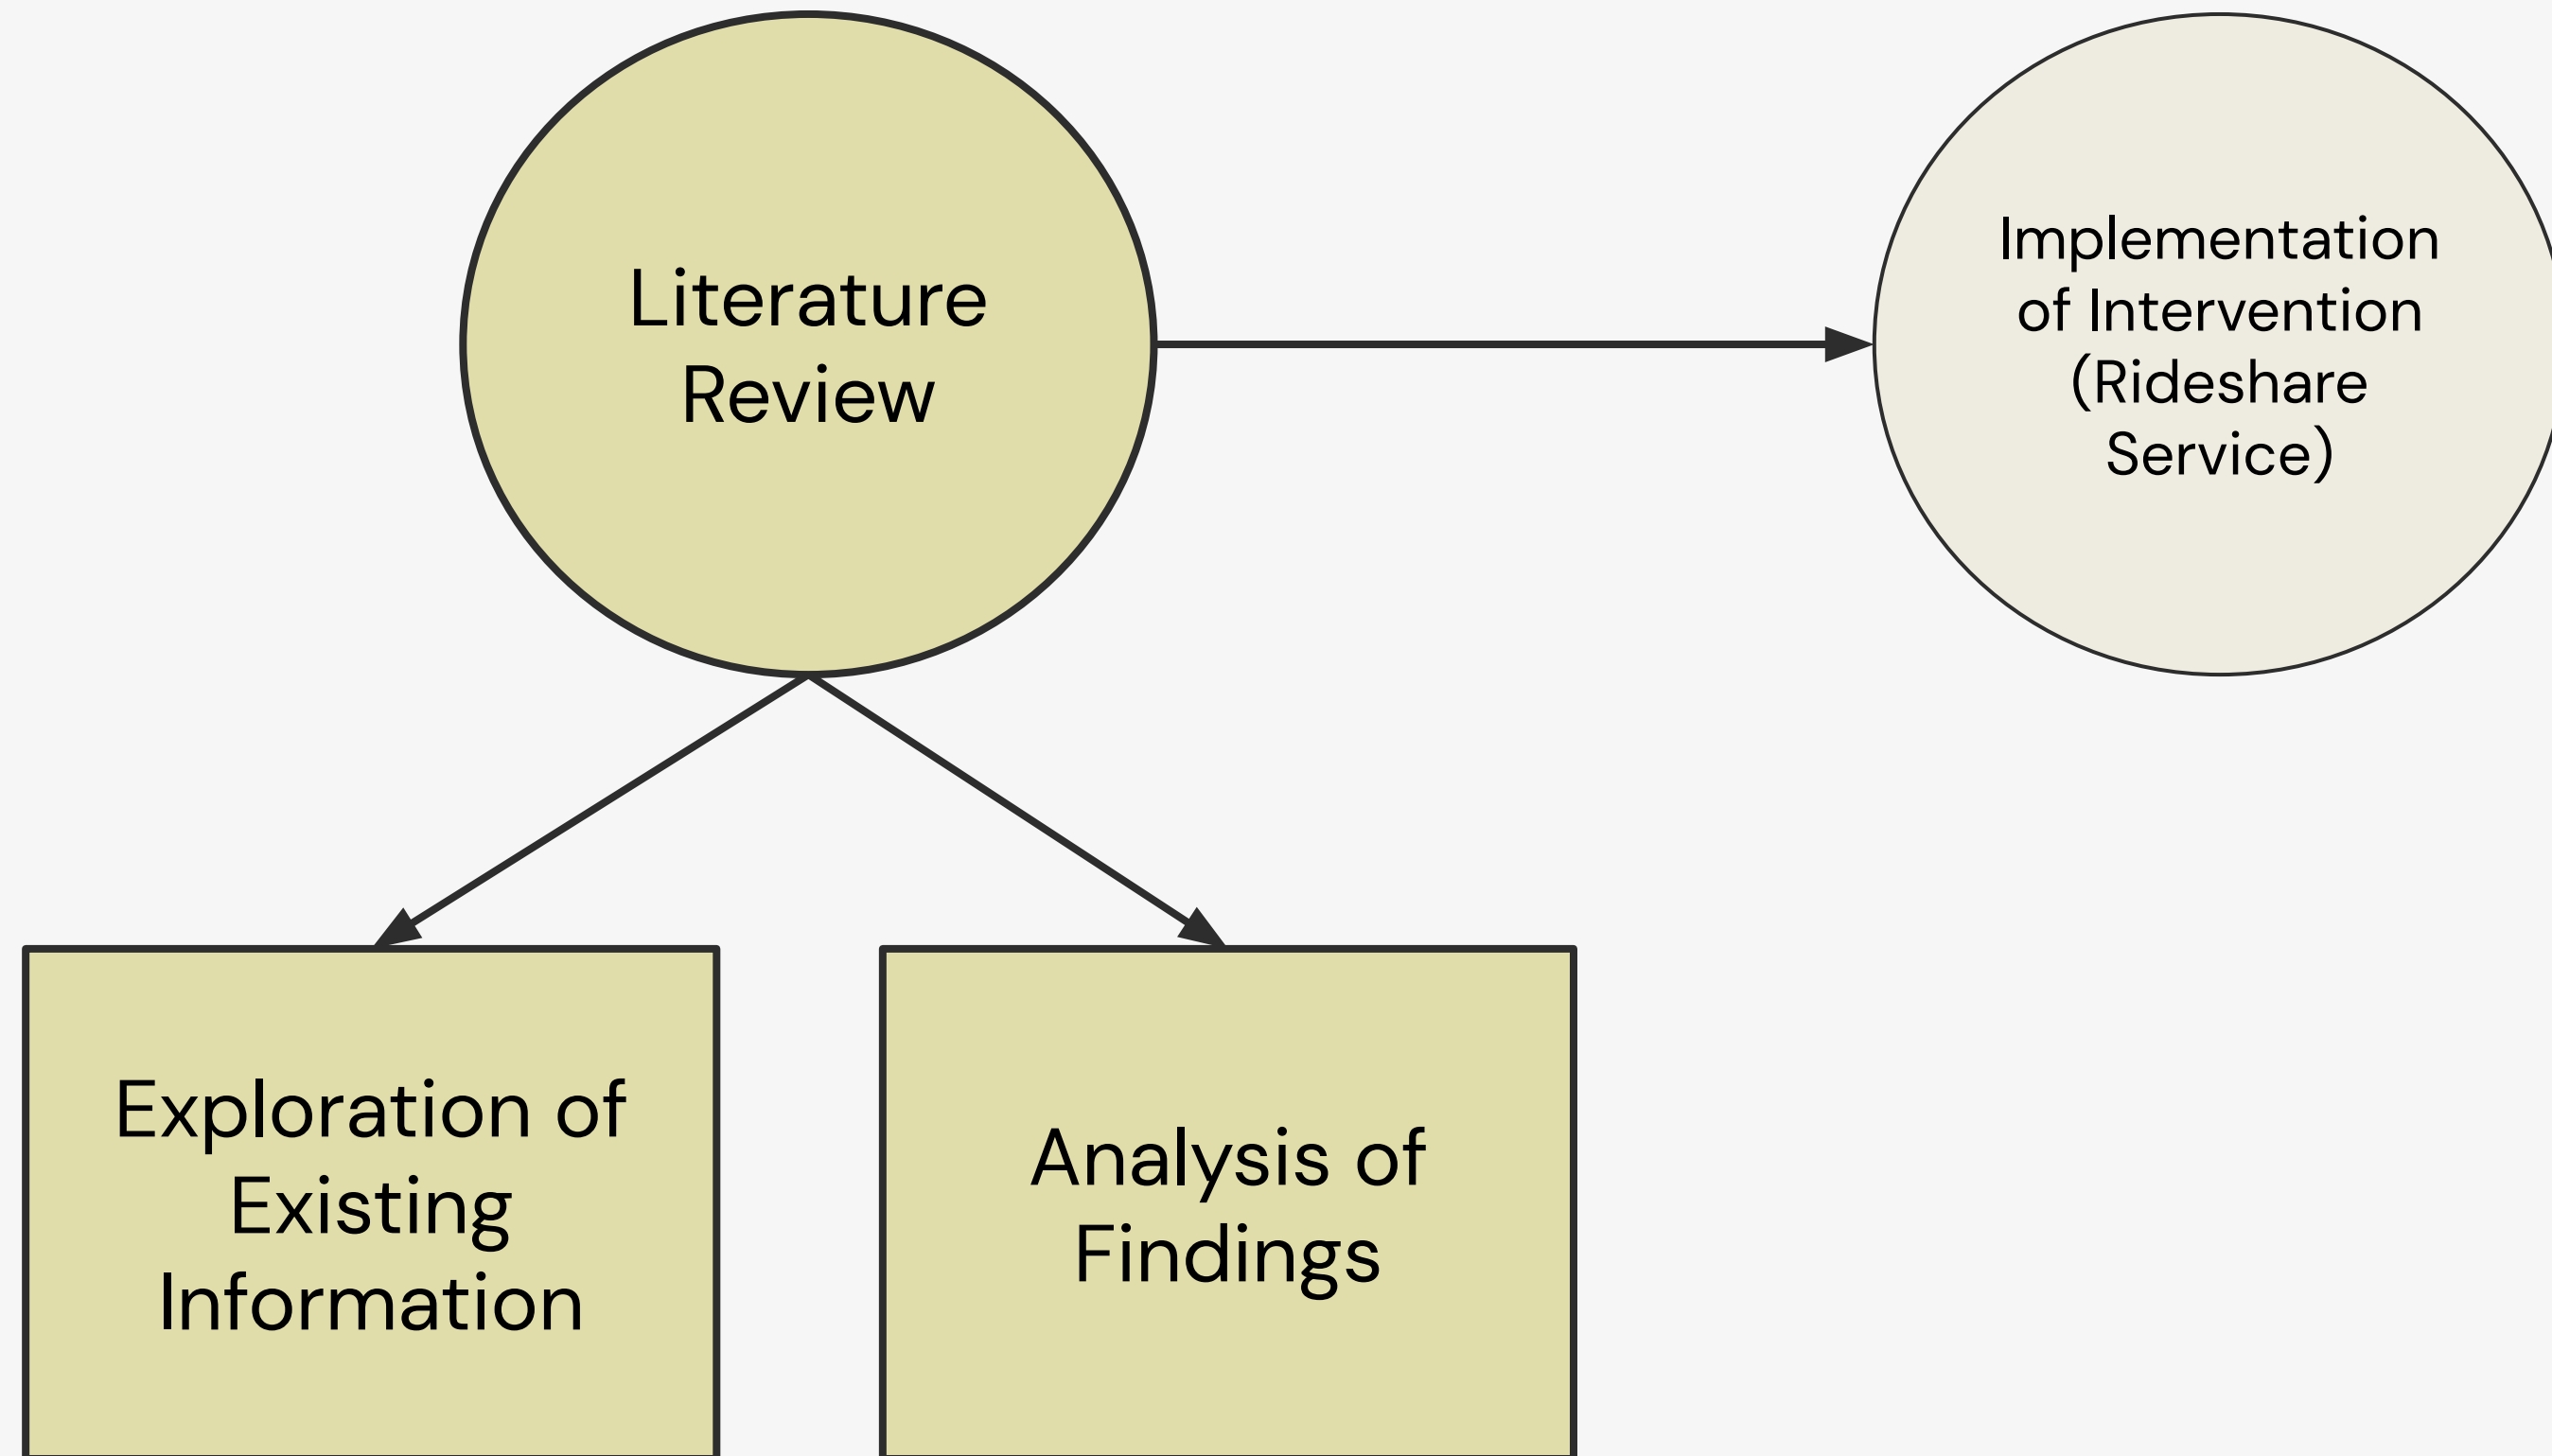 Literature
Review
Implementation
of Intervention
(Rideshare
Service)
Exploration of
Existing
Information
Analysis of
Findings